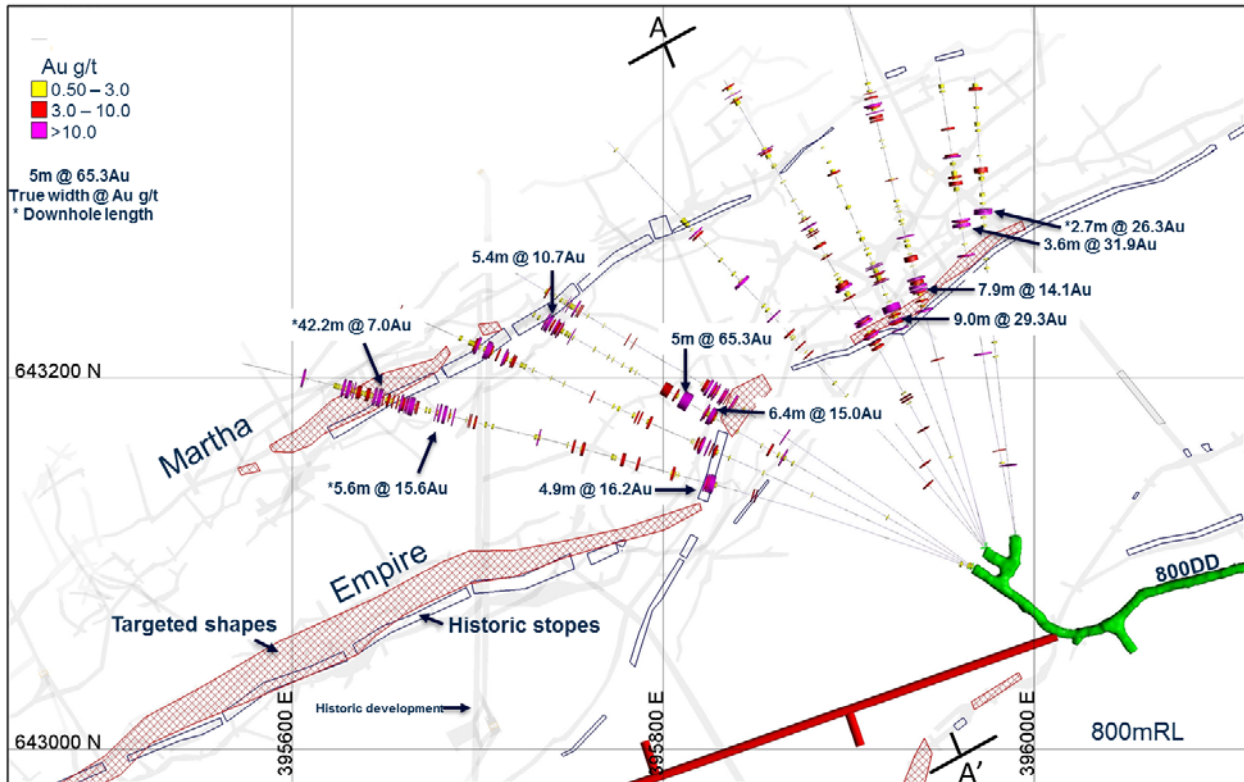 A
Au g/t
0.50 – 3.0
3.0 – 10.0
>10.0
5m @ 65.3Au
True width @ Au g/t
* Downhole length
*2.7m @ 26.3Au
3.6m @ 31.9Au
5.4m @ 10.7Au
7.9m @ 14.1Au
*42.2m @ 7.0Au
9.0m @ 29.3Au
5m @ 65.3Au
643200 N
6.4m @ 15.0Au
Martha
*5.6m @ 15.6Au
4.9m @ 16.2Au
Empire
800DD
Targeted shapes
Historic stopes
Historic development
395600 E
395800 E
396000 E
643000 N
800mRL
A'